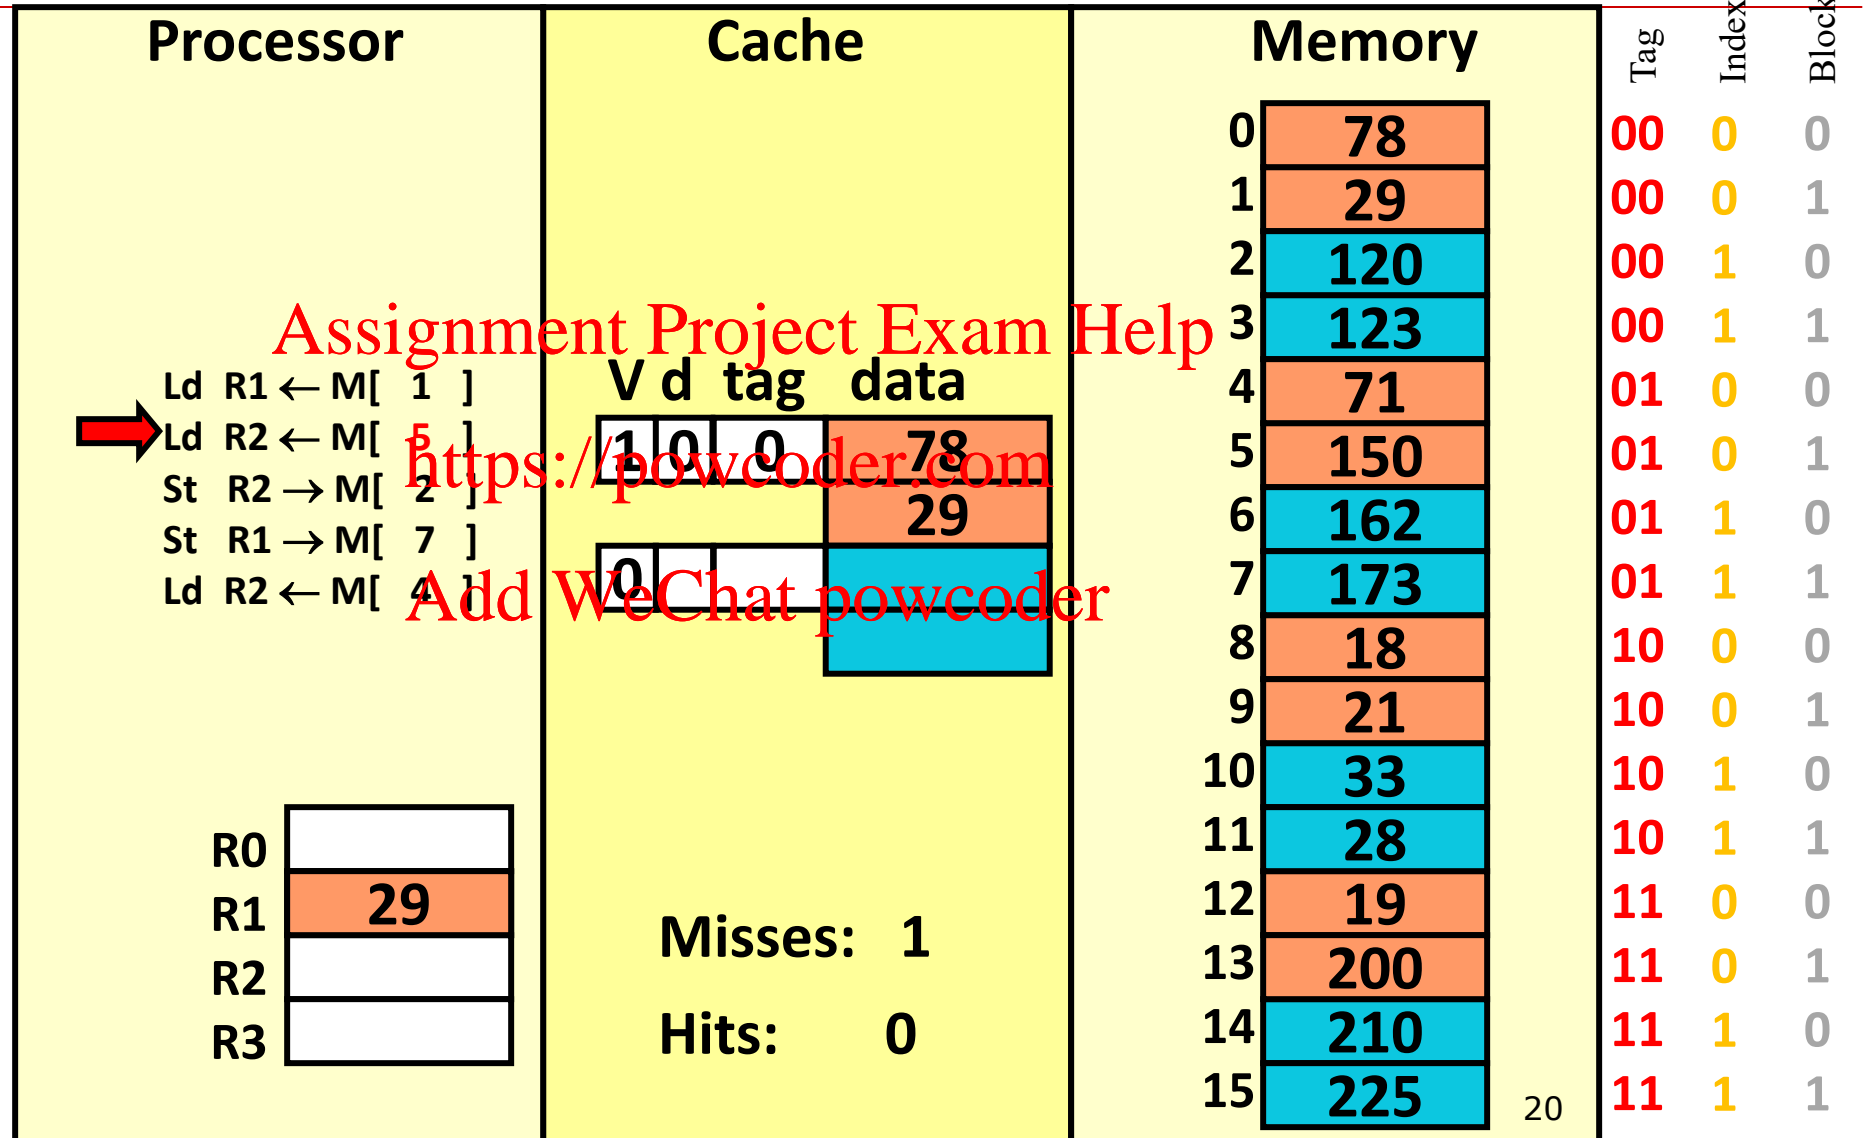 Processor
Cache
Memory
Tag
Index
Block
Assignment Project Exam Help
https://powcoder.com
Add WeChat powcoder
Ld R1 ← M[ 1 ]
Ld R2 ← M[ 5 ]
St R2 → M[ 2 ]
St R1 → M[ 7 ]
Ld R2 ← M[ 4 ]
R0
R1 29
R2
R3
V d tag data
1 0 0 78
29
0
Misses: 1
Hits: 0
0 78 00 0 0
1 29 00 0 1
2 120 00 1 0
3 123 00 1 1
4 71 01 0 0
5 150 01 0 1
6 162 01 1 0
7 173 01 1 1
8 18 10 0 0
9 21 10 0 1
10 33 10 1 0
11 28 10 1 1
12 19 11 0 0
13 200 11 0 1
14 210 11 1 0
15 225 11 1 1
20